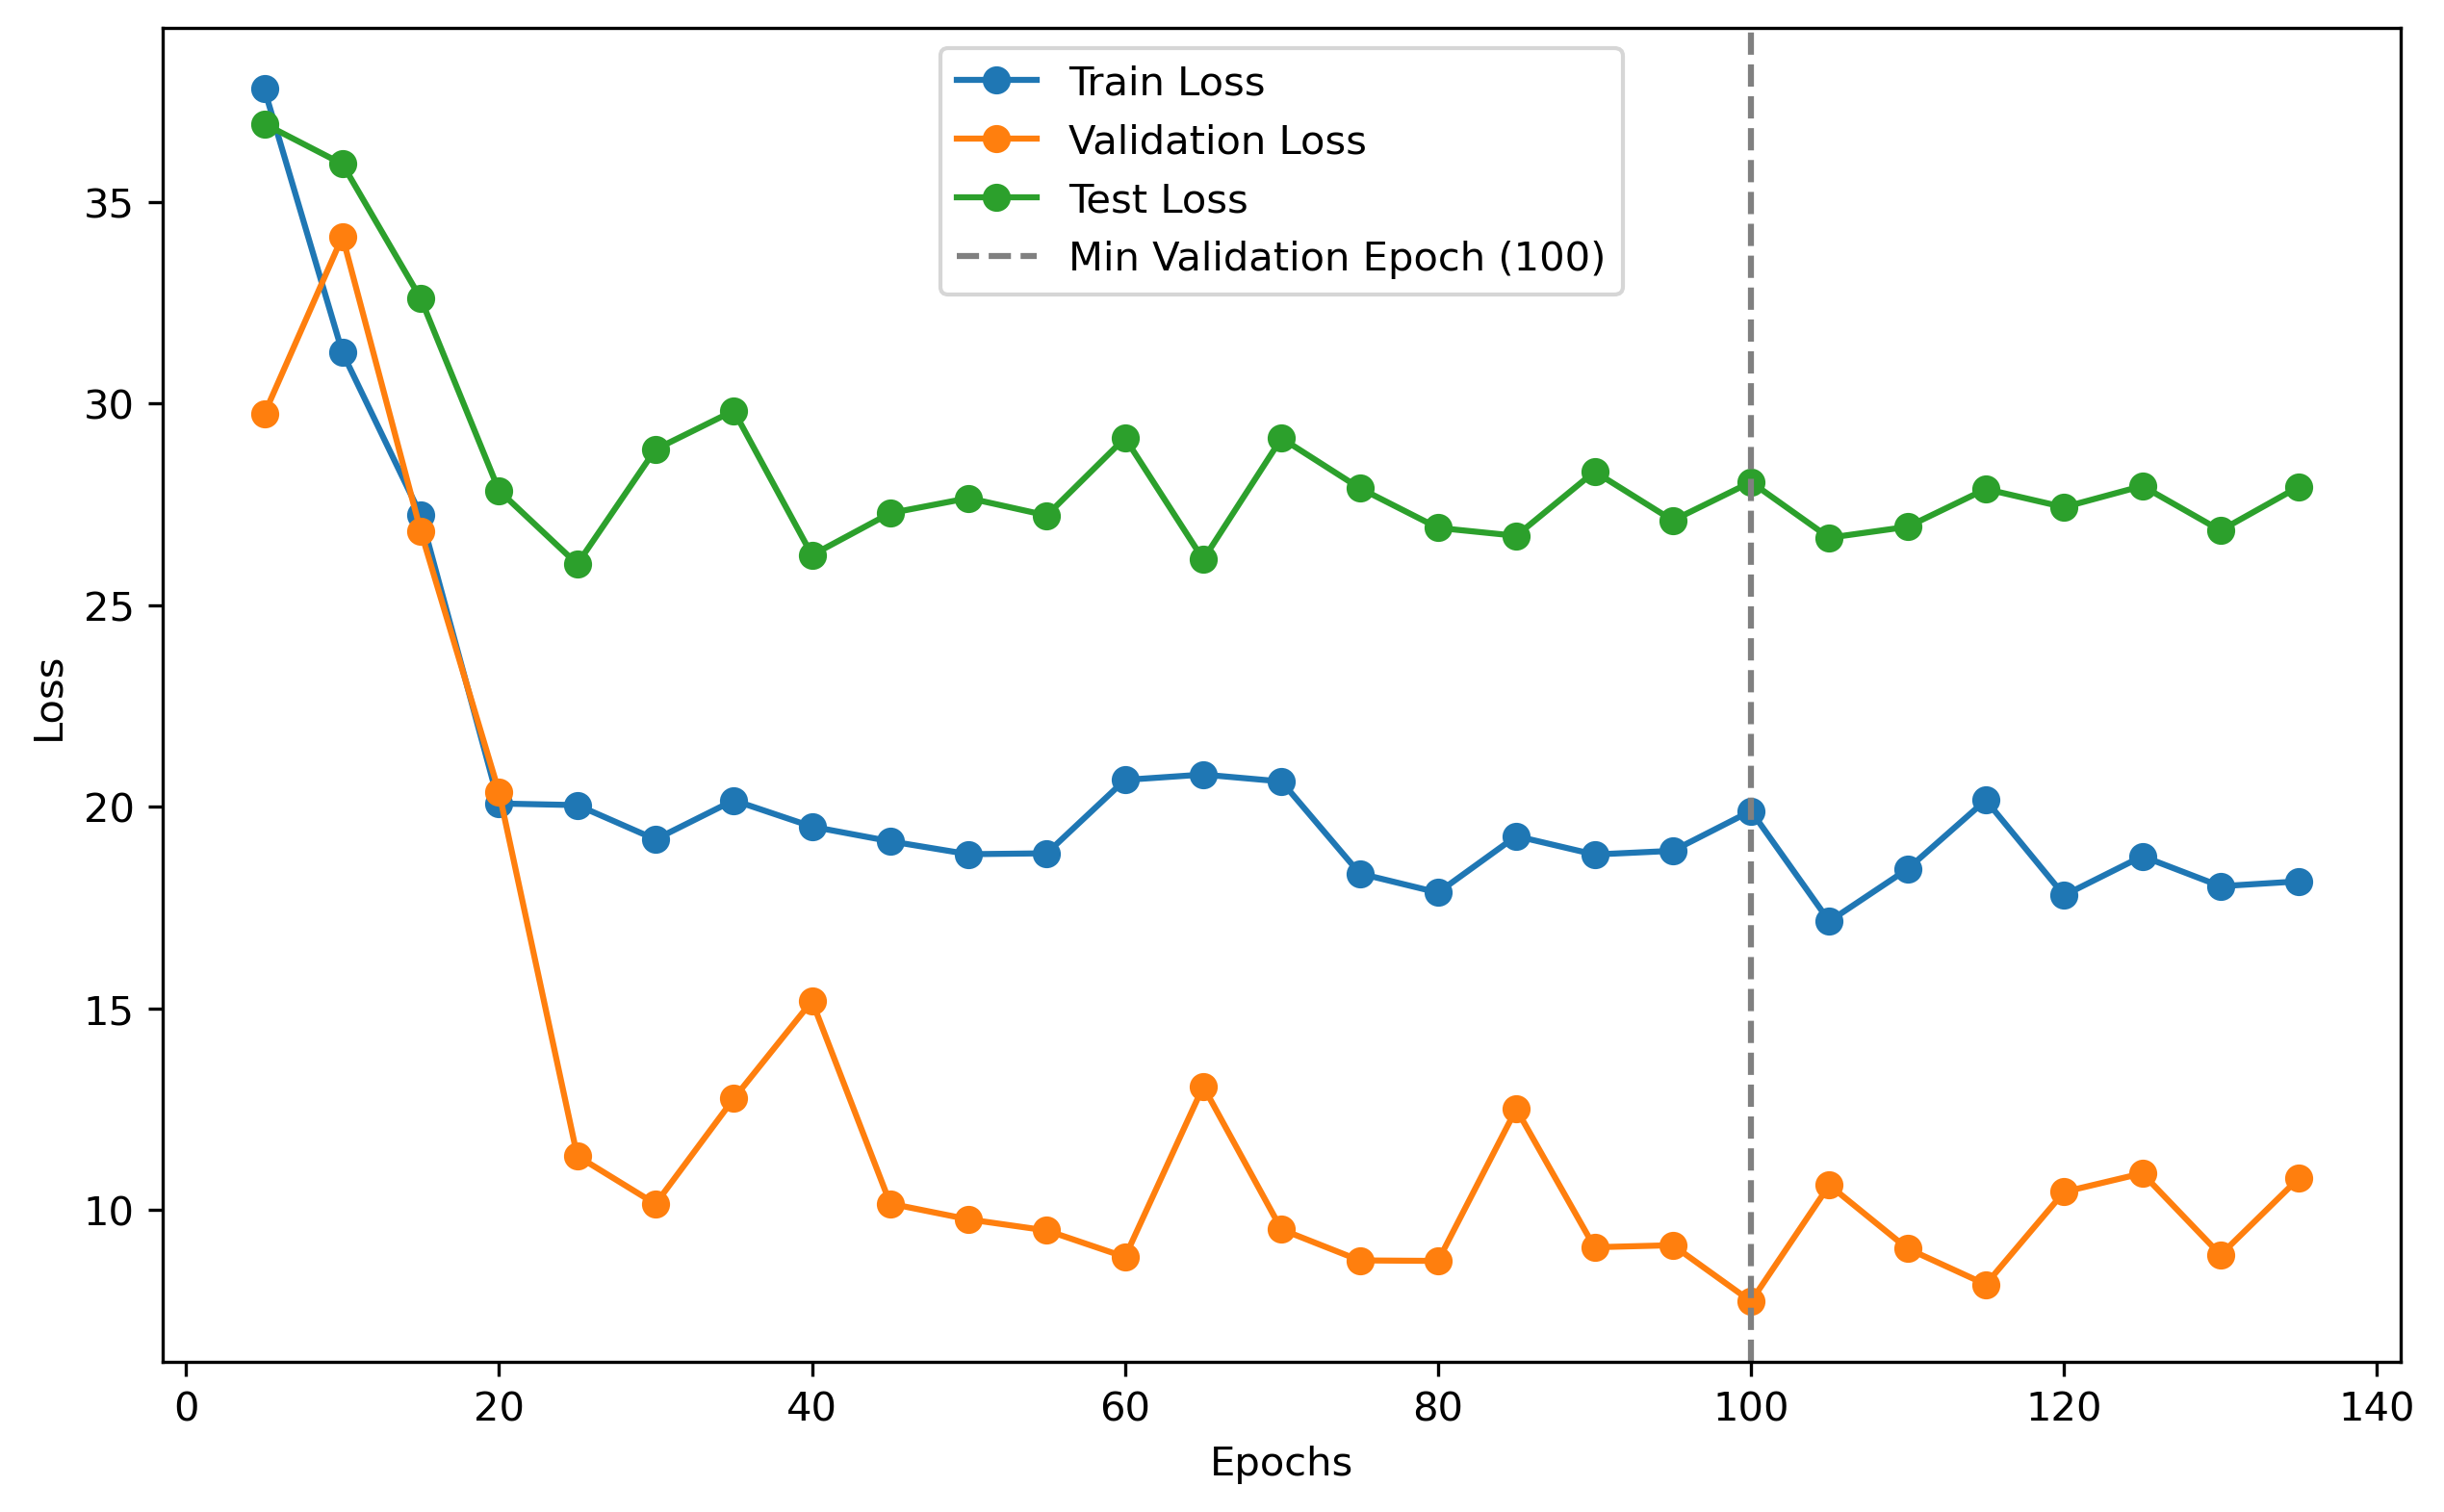 Train Loss
Validation Loss
Test Loss
Min Validation Epoch (100)
35
30
25
20
15
10
Loss
0 20 40 60 80 100 120 140
Epochs